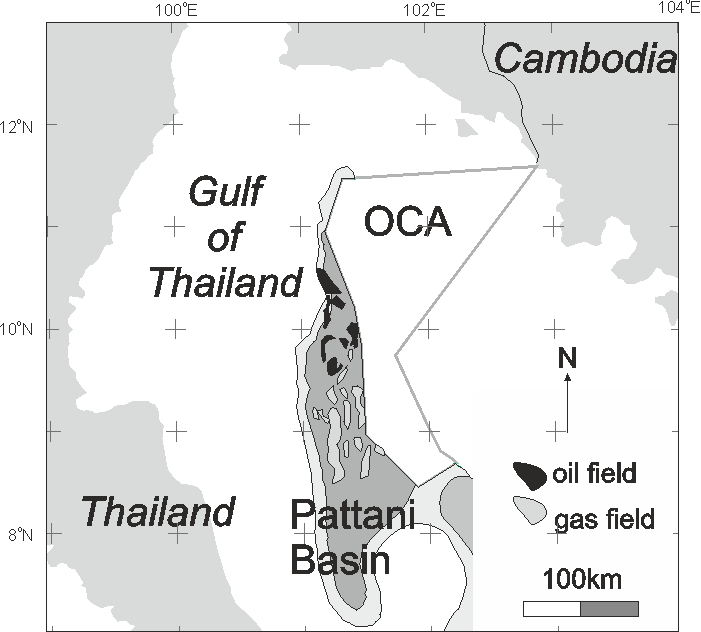 100°E
102°E
104°E
Cambodia
12°N
Gulf
of
Thailand
OCA
10°N
N
oil field
Thailand
Pattani
gas field
8°N
Basin
100km